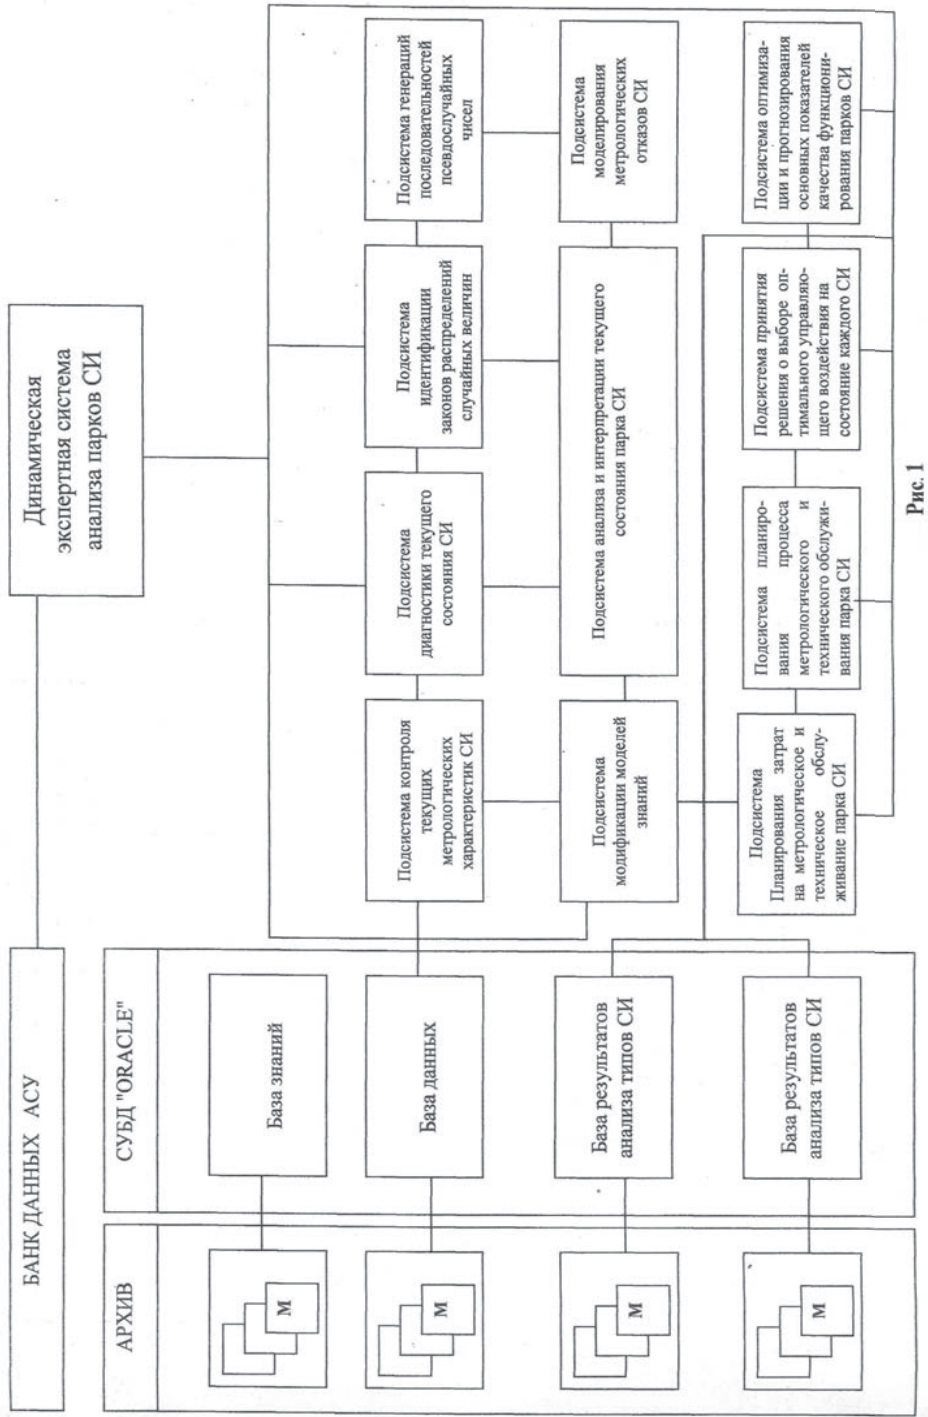 БАНК ДАННЫХ АСУ
Динамическая
экспертная система
анализа парков СИ
АРХИВ
СУБД "ORACLE"
М
База знаний
М
База данных
Подсистема контроля
текущих
метрологических
характеристик СИ
Подсистема
диагностики текущего
состояния СИ
Подсистема
идентификации
законов распределений
случайных величин
Подсистема генераций
последовательностей
псевдослучайных
чисел
М
База результатов
анализа типов СИ
Подсистема
модификации моделей
знаний
Подсистема анализа и интерпретации текущего
состояния парка СИ
Подсистема
моделирования
метрологических
отказов СИ
М
База результатов
анализа типов СИ
Подсистема
Планирования затрат
на метрологическое и
техническое обслу-
живание парка СИ
Подсистема планиро-
вания процесса
метрологического и
технического обслужи-
вания парка СИ
Подсистема принятия
решения о выборе оп-
тимального управляю-
щего воздействия на
состояние каждого СИ
Подсистема оптимиза-
ции и прогнозирования
основных показателей
качества функциони-
рования парков СИ
Рис. 1